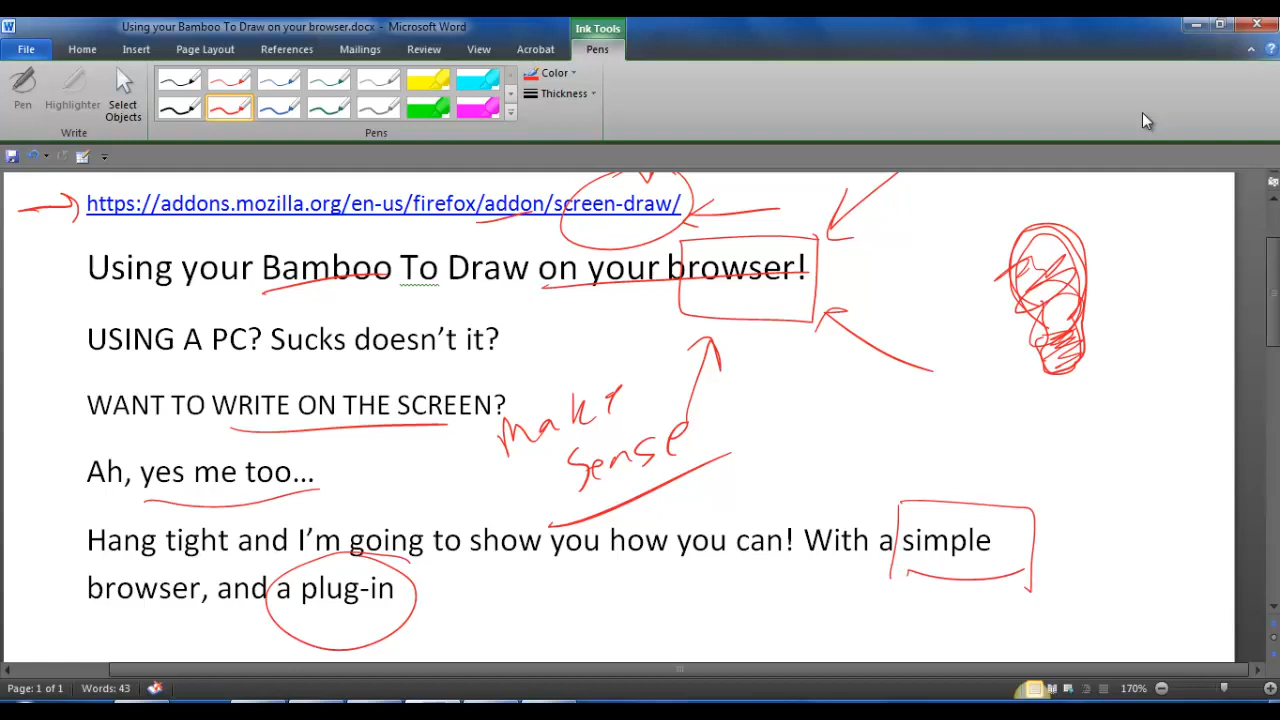 Using your Bamboo To Draw on your browser.docx - Microsoft Word
Ink Tools
File Home Insert Page Layout References Mailings Review View Acrobat Pens
Pen Highlighter Select Objects
Color
Thickness
Write Pens
https://addons.mozilla.org/en-us/firefox/addon/screen-draw/
Using your Bamboo To Draw on your browser!
USING A PC? Sucks doesn't it?
WANT TO WRITE ON THE SCREEN?
make
sense
Ah, yes me too...
Hang tight and I'm going to show you how you can! With a simple
browser, and a plug-in
Page: 1 of 1 Words: 43 170%